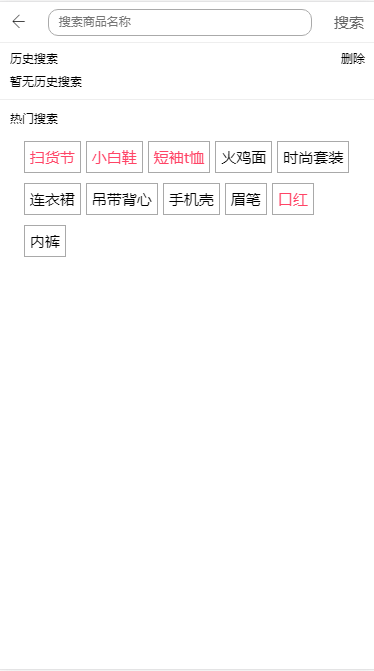 搜索商品名称 搜索
历史搜索 删除
暂无历史搜索
热门搜索
扫货节 小白鞋 短袖t恤 火鸡面 时尚套装
连衣裙 吊带背心 手机壳 眉笔 口红
内裤